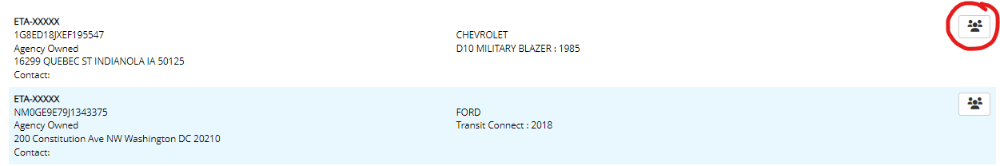 ETA-XXXXX
1G8ED18JXEF195547
CHEVROLET
Agency Owned
D10 MILITARY BLAZER : 1985
16299 QUEBEC ST INDIANOLA IA 50125
Contact:
ETA-XXXXX
NM0GE9E79J1343375
FORD
Agency Owned
Transit Connect : 2018
200 Constitution Ave NW Washington DC 20210
Contact: